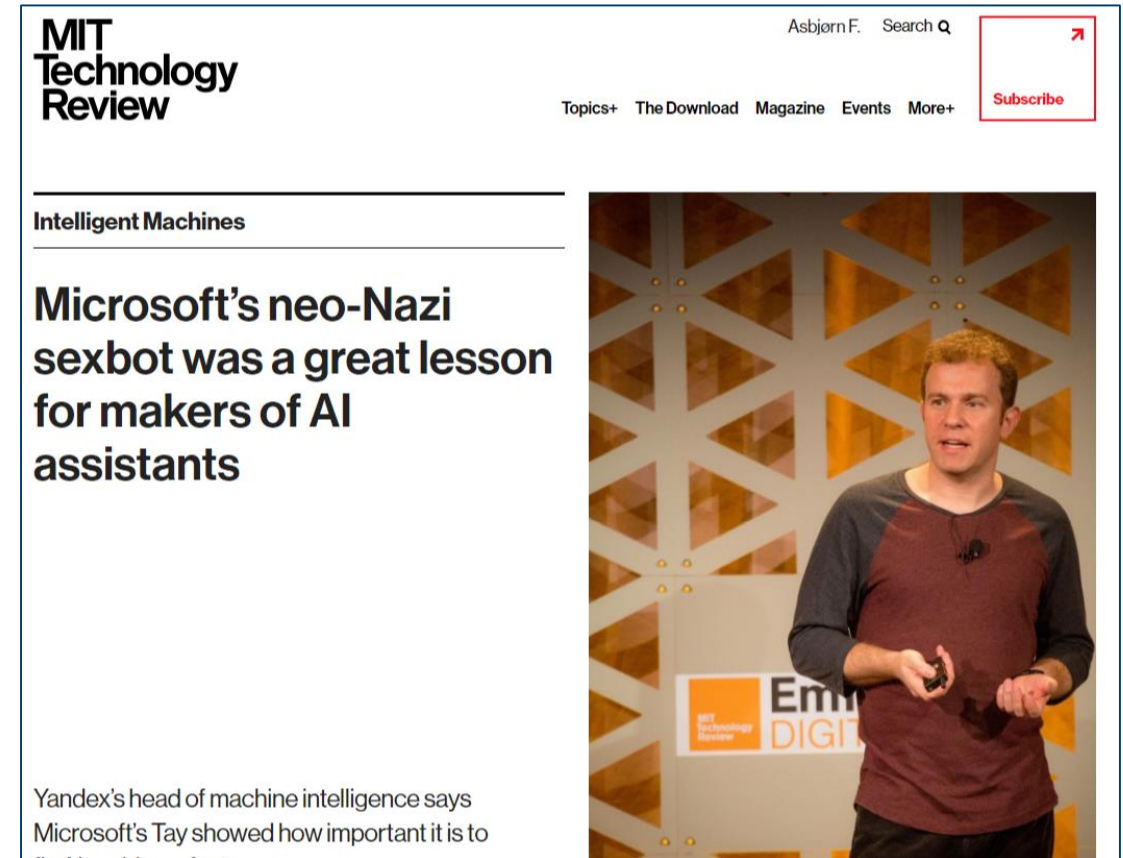 MIT
Technology
Review
Asbjørn F. Search
Subscribe
Topics+ The Download Magazine Events More+
Intelligent Machines
Microsoft's neo-Nazi
sexbot was a great lesson
for makers of AI
assistants
MIT
Technology
Review
DIGIT
Yandex's head of machine intelligence says
Microsoft's Tay showed how important it is to